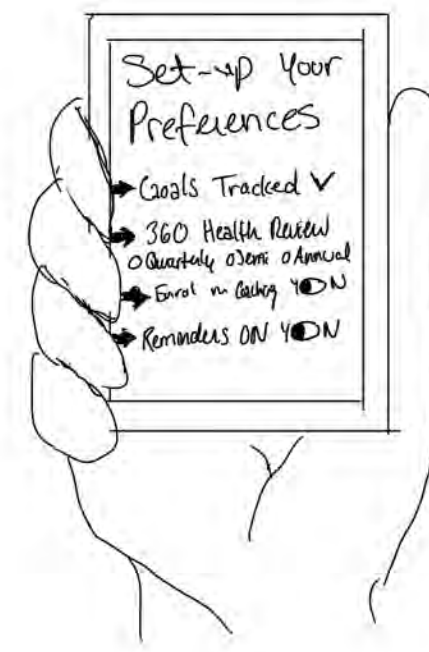 Set-up Your
Preferences
Goals Tracked ✓
360 Health Review
O Quarterly O Semi O Annual
Enrol in Coaching Y N
Reminders ON Y N